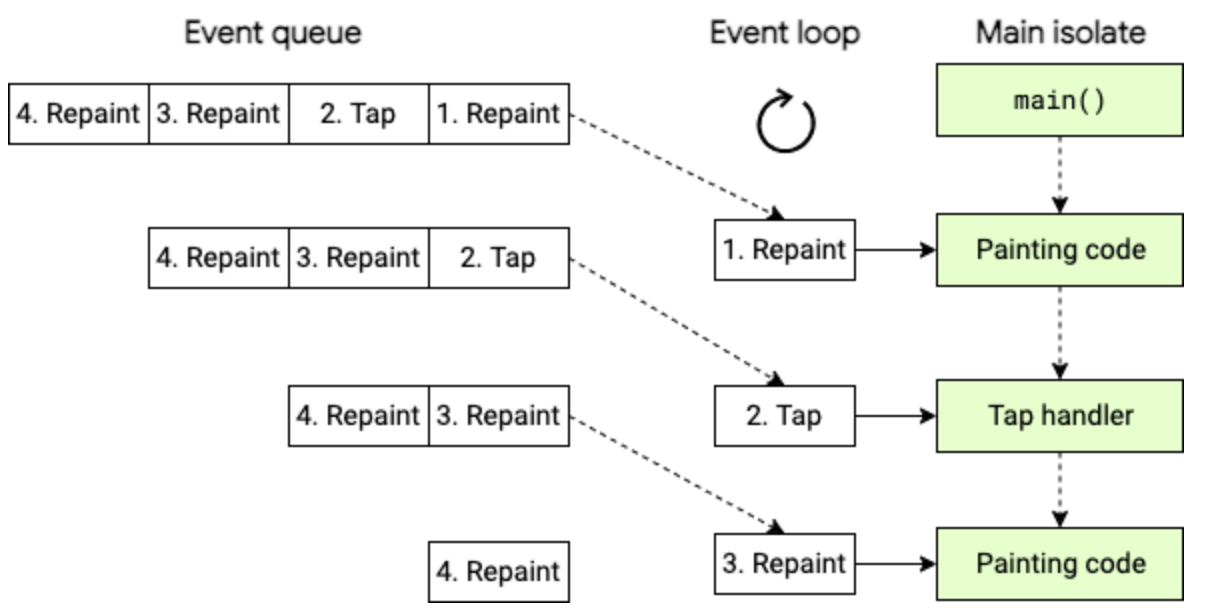 Event queue Event loop Main isolate
4. Repaint 3. Repaint 2. Tap 1. Repaint main()
4. Repaint 3. Repaint 2. Tap 1. Repaint Painting code
4. Repaint 3. Repaint 2. Tap Tap handler
4. Repaint 3. Repaint Painting code